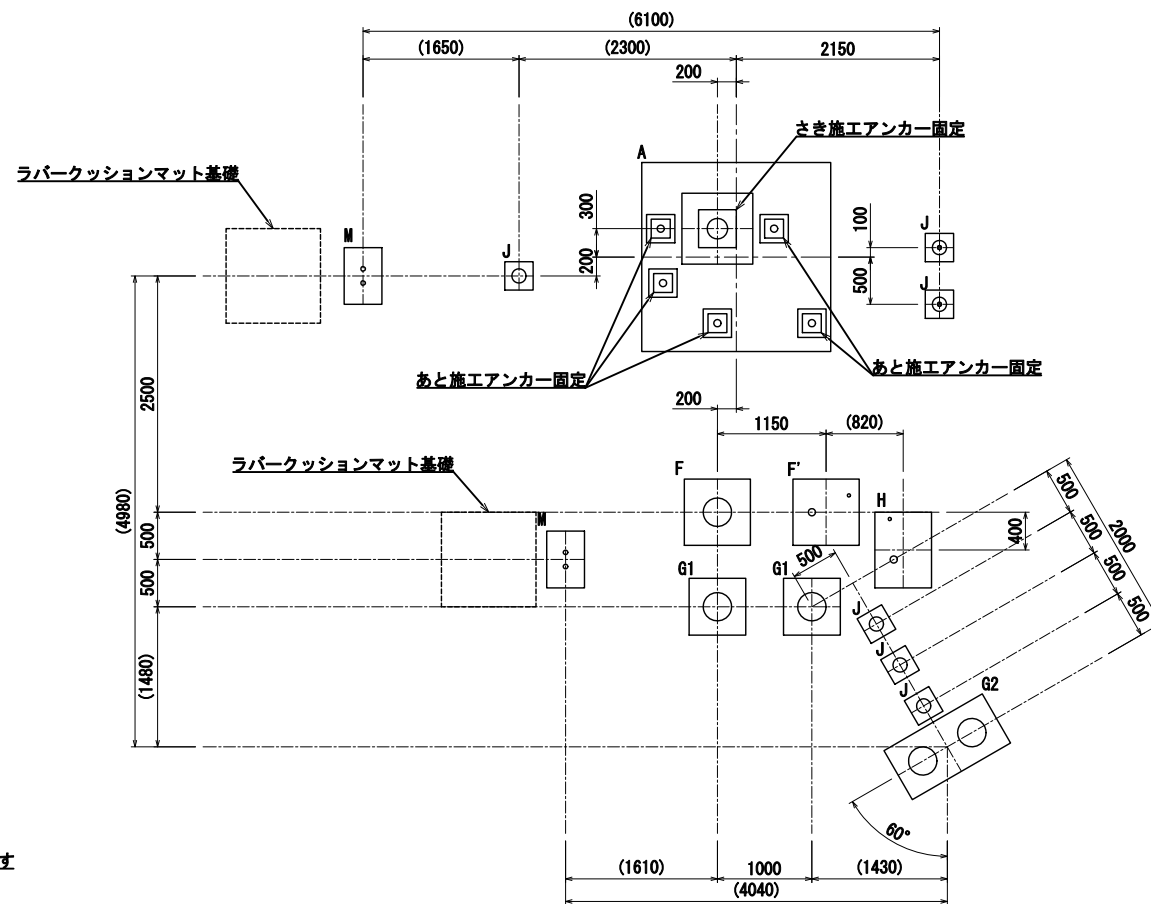 (6100)
(1650)
(2300)
2150
200
さき施工アンカー固定
A
ラバークッションマット基礎
300
200
100
500
M
J
J
J
あと施工アンカー固定
あと施工アンカー固定
200
1150
(820)
2500
(4980)
ラバークッションマット基礎
F
F'
H
M
500
500
400
500
500
2000
500
500
500
G1
G1
J
J
J
G2
(1480)
60°
す
(1610)
1000
(1430)
(4040)